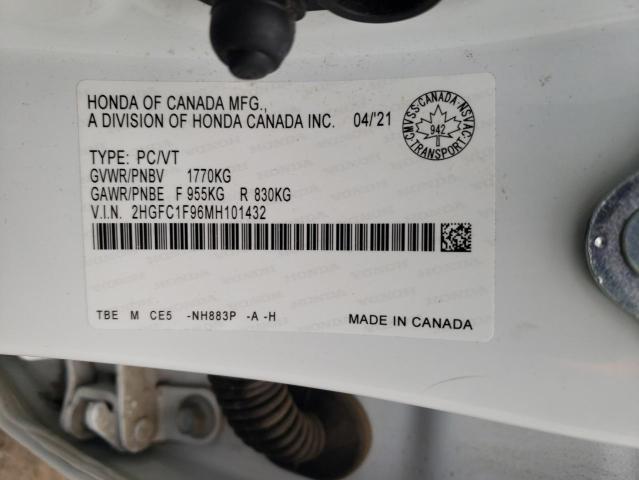 HONDA OF CANADA MFG.,
A DIVISION OF HONDA CANADA INC. 04/'21
CMVSS·CANADA·NSVAC
942
TRANSPORT
TYPE: PC/VT
GVWR/PNBV 1770KG
GAWR/PNBE F 955KG R 830KG
V.I.N. 2HGFC1F96MH101432
TBE M CE5 -NH883P -A -H MADE IN CANADA